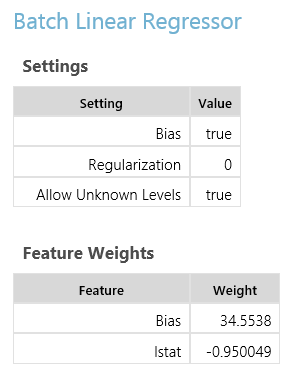 Batch Linear Regressor
Settings
Setting Value
Bias true
Regularization 0
Allow Unknown Levels true
Feature Weights
Feature Weight
Bias 34.5538
lstat -0.950049